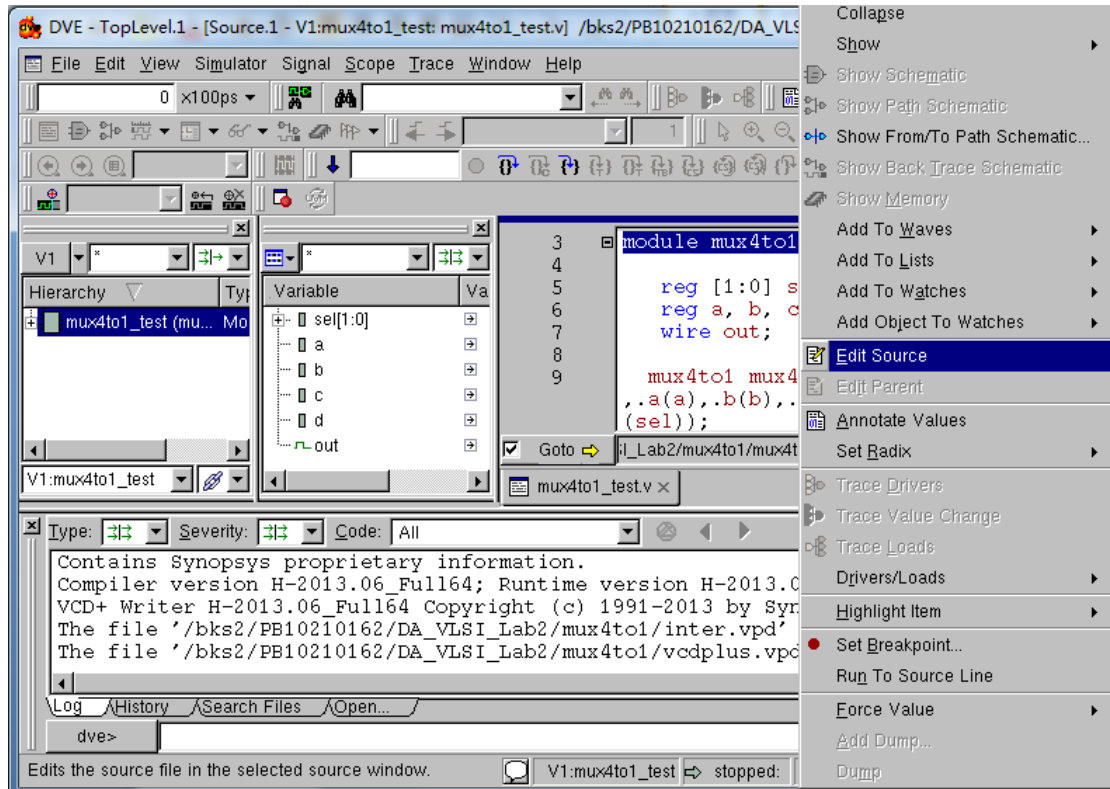 DVE - TopLevel.1 - [Source.1 - V1:mux4to1_test: mux4to1_test.v] /bks2/PB10210162/DA_VLS
File Edit View Simulator Signal Scope Trace Window Help
0 x100ps
1
V1 * *
Hierarchy Typ Variable Va
mux4to1_test (mu... Mo
sel[1:0]
a
b
c
d
out
V1:mux4to1_test
3 module mux4to1
4
5 reg [1:0] s
6 reg a, b, c
7 wire out;
8
9 mux4to1 mux4
,.a(a),.b(b),.
(sel));
Goto SI_Lab2/mux4to1/mux4t
mux4to1_test.v
Type: Severity: Code: All
Contains Synopsys proprietary information.
Compiler version H-2013.06_Full64; Runtime version H-2013.0
VCD+ Writer H-2013.06_Full64 Copyright (c) 1991-2013 by Syn
The file '/bks2/PB10210162/DA_VLSI_Lab2/mux4to1/inter.vpd'
The file '/bks2/PB10210162/DA_VLSI_Lab2/mux4to1/vcdplus.vpd
Log History Search Files Open...
dve>
Edits the source file in the selected source window. V1:mux4to1_test stopped:
Collapse
Show
Show Schematic
Show Path Schematic
Show From/To Path Schematic...
Show Back Trace Schematic
Show Memory
Add To Waves
Add To Lists
Add To Watches
Add Object To Watches
Edit Source
Edit Parent
Annotate Values
Set Radix
Trace Drivers
Trace Value Change
Trace Loads
Drivers/Loads
Highlight Item
Set Breakpoint...
Run To Source Line
Force Value
Add Dump...
Dump